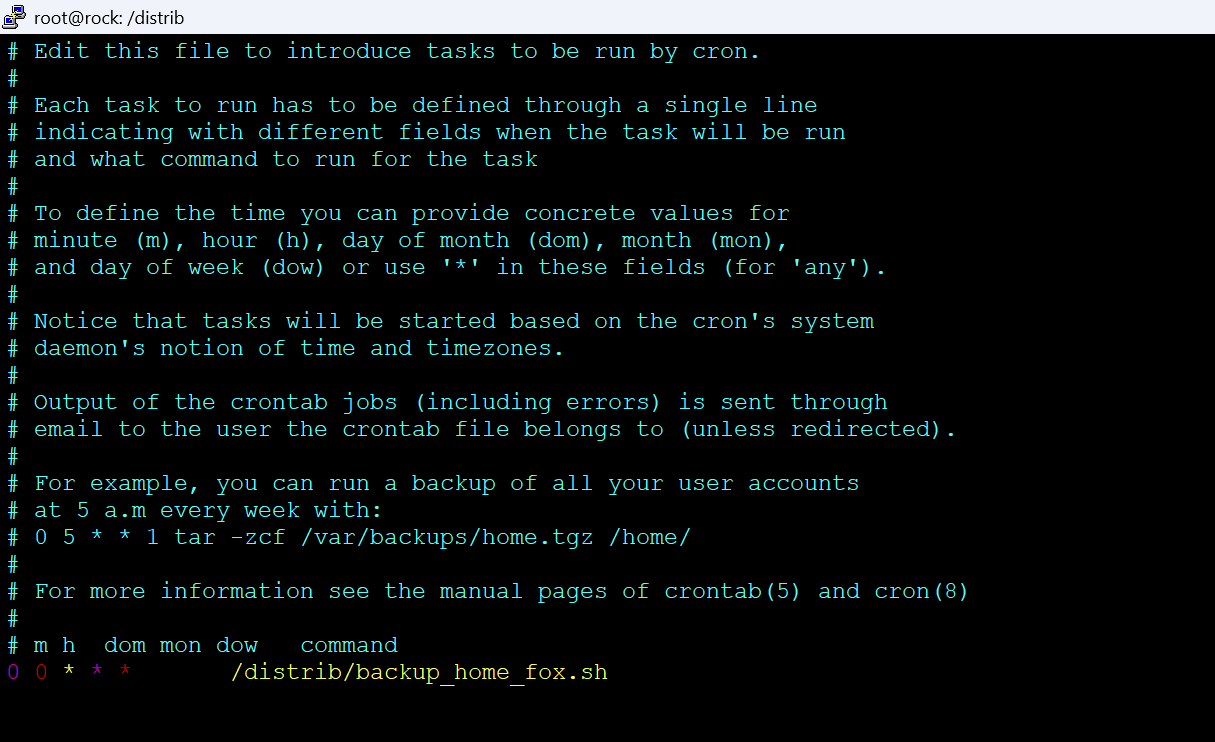 root@rock: /distrib
# Edit this file to introduce tasks to be run by cron.
#
# Each task to run has to be defined through a single line
# indicating with different fields when the task will be run
# and what command to run for the task
#
# To define the time you can provide concrete values for
# minute (m), hour (h), day of month (dom), month (mon),
# and day of week (dow) or use '*' in these fields (for 'any').
#
# Notice that tasks will be started based on the cron's system
# daemon's notion of time and timezones.
#
# Output of the crontab jobs (including errors) is sent through
# email to the user the crontab file belongs to (unless redirected).
#
# For example, you can run a backup of all your user accounts
# at 5 a.m every week with:
# 0 5 * * 1 tar -zcf /var/backups/home.tgz /home/
#
# For more information see the manual pages of crontab(5) and cron(8)
#
# m h  dom mon dow   command
0 0 * * *       /distrib/backup_home_fox.sh